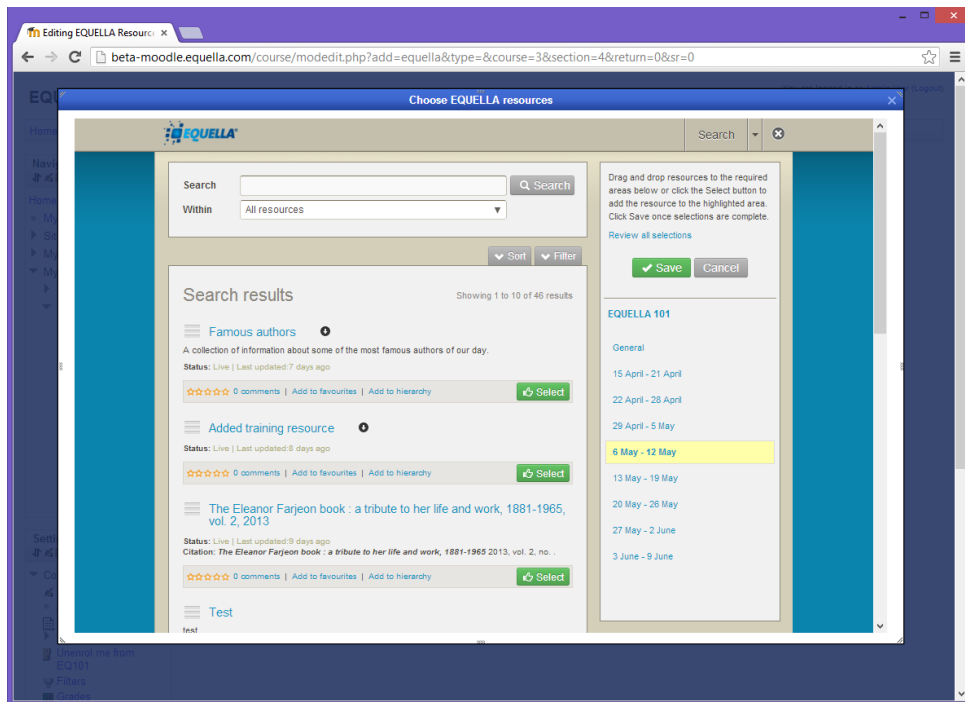 Editing EQUELLA Resourc
beta-moodle.equella.com/course/modedit.php?add=equella&type=&course=3&section=4&return=0&sr=0
Choose EQUELLA resources
(Logout)
Home
Home
EQUELLA
Search
Search
Search
Within
All resources
Sort
Filter
Search results
Showing 1 to 10 of 46 results
Famous authors
A collection of information about some of the most famous authors of our day.
Status: Live | Last updated:7 days ago
0 comments | Add to favourites | Add to hierarchy
Select
Added training resource
Status: Live | Last updated:8 days ago
0 comments | Add to favourites | Add to hierarchy
Select
The Eleanor Farjeon book : a tribute to her life and work, 1881-1965,
vol. 2, 2013
Status: Live | Last updated:9 days ago
Citation: The Eleanor Farjeon book : a tribute to her life and work, 1881-1965 2013, vol. 2, no. .
0 comments | Add to favourites | Add to hierarchy
Select
Test
test
Drag and drop resources to the required
areas below or click the Select button to
add the resource to the highlighted area.
Click Save once selections are complete.
Review all selections
Save
Cancel
EQUELLA 101
General
15 April - 21 April
22 April - 28 April
29 April - 5 May
6 May - 12 May
13 May - 19 May
20 May - 26 May
27 May - 2 June
3 June - 9 June
Unenrol me from
EQ101
Filters
Grades